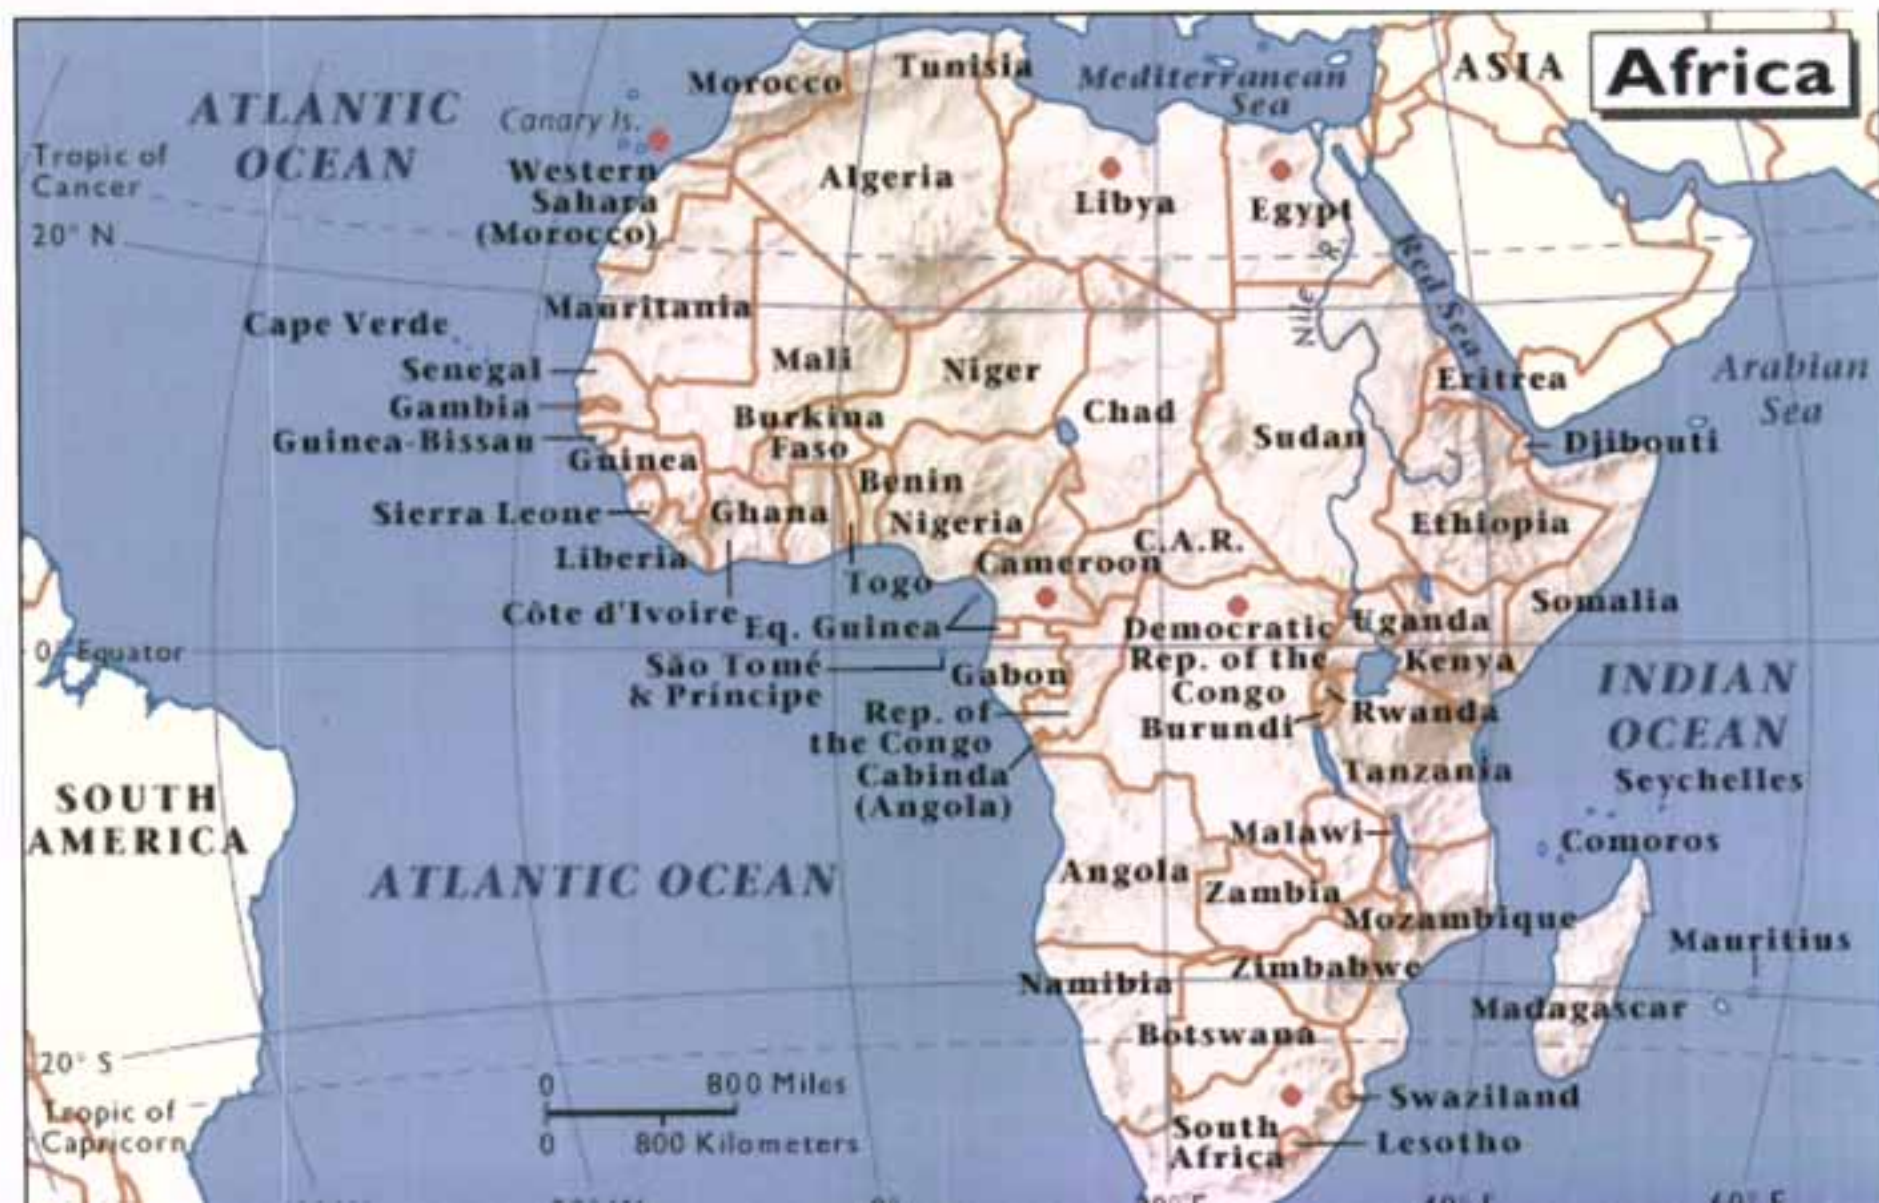 Africa
ATLANTIC
OCEAN
Canary Is.
Morocco
Tunisia
Mediterranean
Sea
ASIA
Tropic of
Cancer
20° N
Western
Sahara
(Morocco)
Algeria
Libya
Egypt
Nile R.
Red Sea
Mauritania
Cape Verde
Mali
Niger
Chad
Sudan
Eritrea
Arabian
Sea
Senegal
Gambia
Guinea-Bissau
Guinea
Burkina
Faso
Benin
Djibouti
Sierra Leone
Ghana
Nigeria
Ethiopia
Liberia
Togo
Cameroon
C.A.R.
Côte d'Ivoire
Eq. Guinea
Democratic
Rep. of the
Congo
Uganda
Somalia
0° Equator
São Tomé
& Príncipe
Gabon
Kenya
INDIAN
OCEAN
Rep. of
the Congo
Burundi
Rwanda
Cabinda
(Angola)
Tanzania
Seychelles
SOUTH
AMERICA
ATLANTIC OCEAN
Malawi
Comoros
Angola
Zambia
Mozambique
Mauritius
Namibia
Zimbabwe
Madagascar
Botswana
20° S
Tropic of
Capricorn
0 800 Miles
0 800 Kilometers
Swaziland
South
Africa
Lesotho